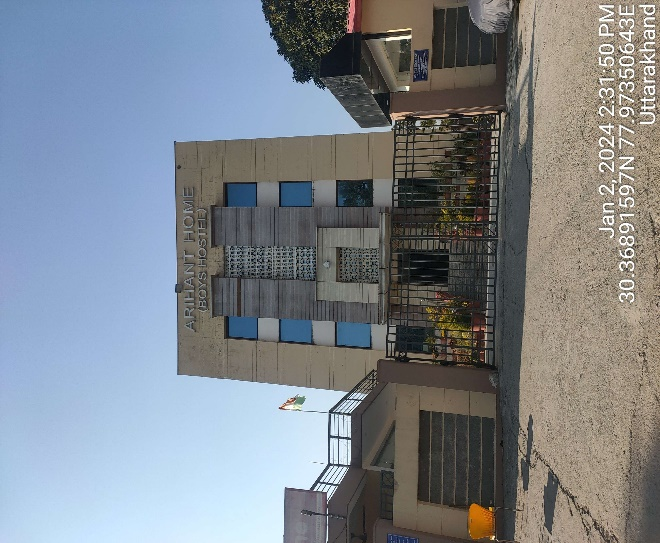 ARIHANT HOME
(BOYS HOSTEL)
Jan 2, 2024 2:31:50 PM
30.36891597N 77.97350643E
Uttarakhand